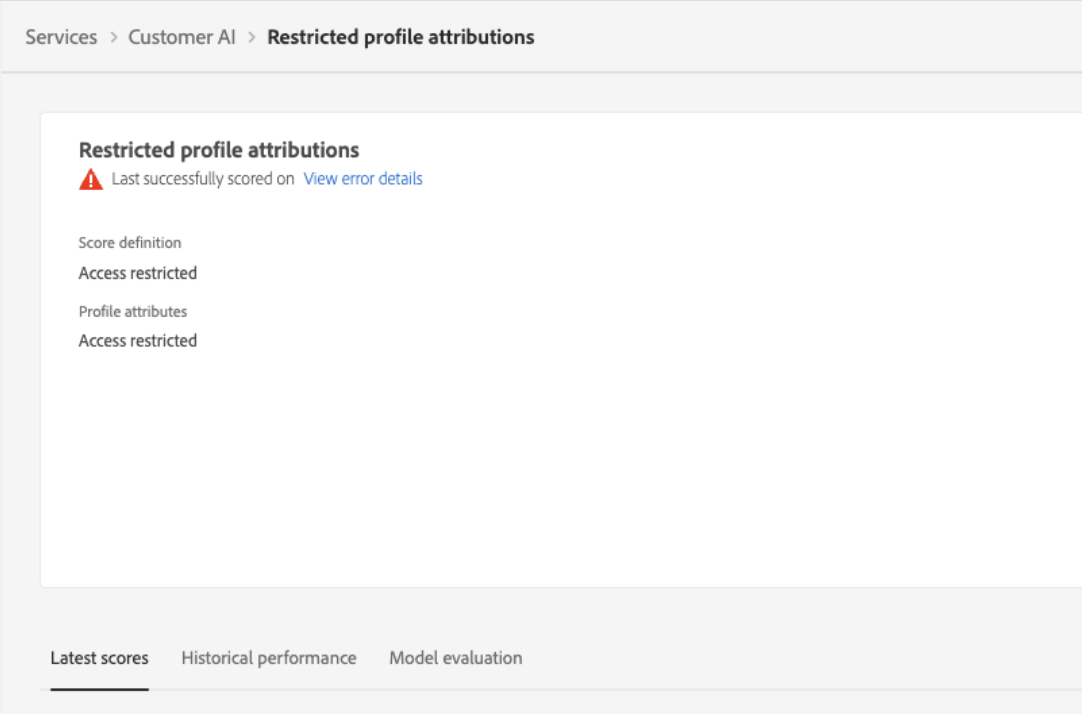 Services > Customer AI > Restricted profile attributions
Restricted profile attributions
Last successfully scored on View error details
Score definition
Access restricted
Profile attributes
Access restricted
Latest scores Historical performance Model evaluation